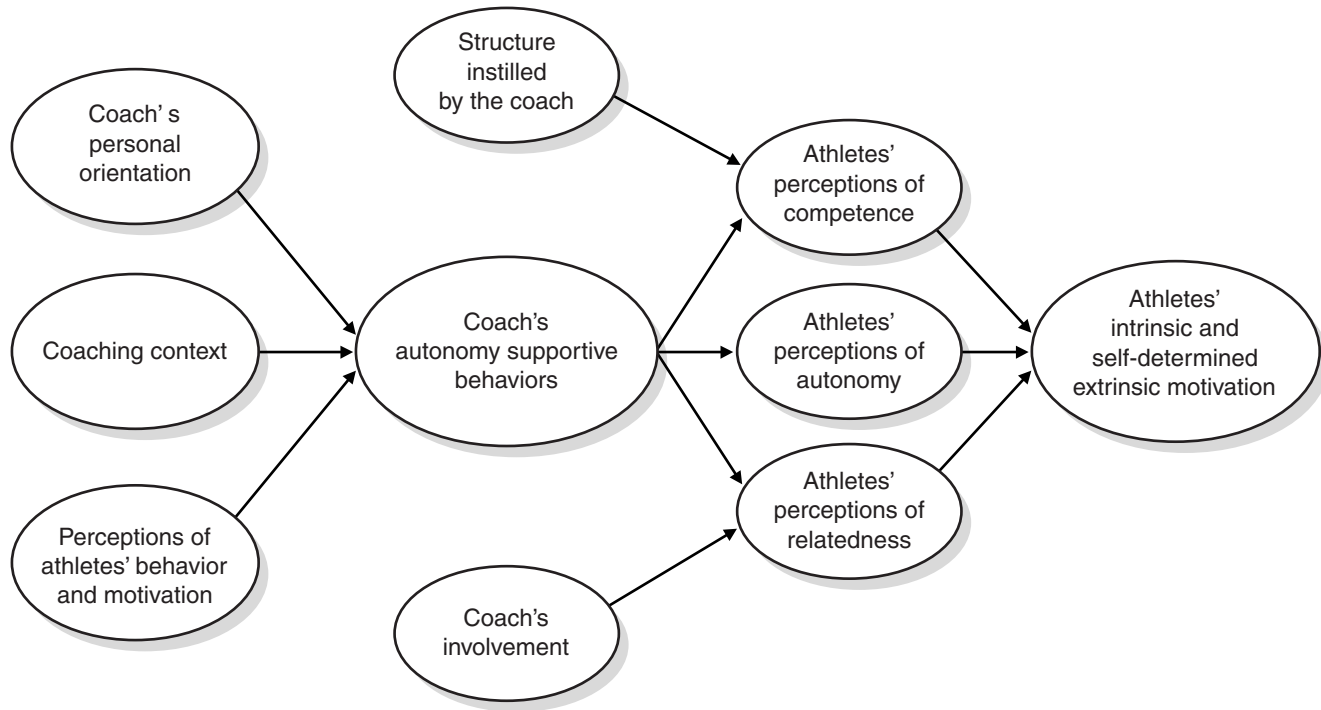 Structure
instilled
by the coach
Coach' s
personal
orientation
Athletes’
perceptions of
competence
Coaching context
Coach’s
autonomy supportive
behaviors
Athletes’
perceptions of
autonomy
Athletes’
intrinsic and
self-determined
extrinsic motivation
Perceptions of
athletes’ behavior
and motivation
Athletes’
perceptions of
relatedness
Coach’s
involvement